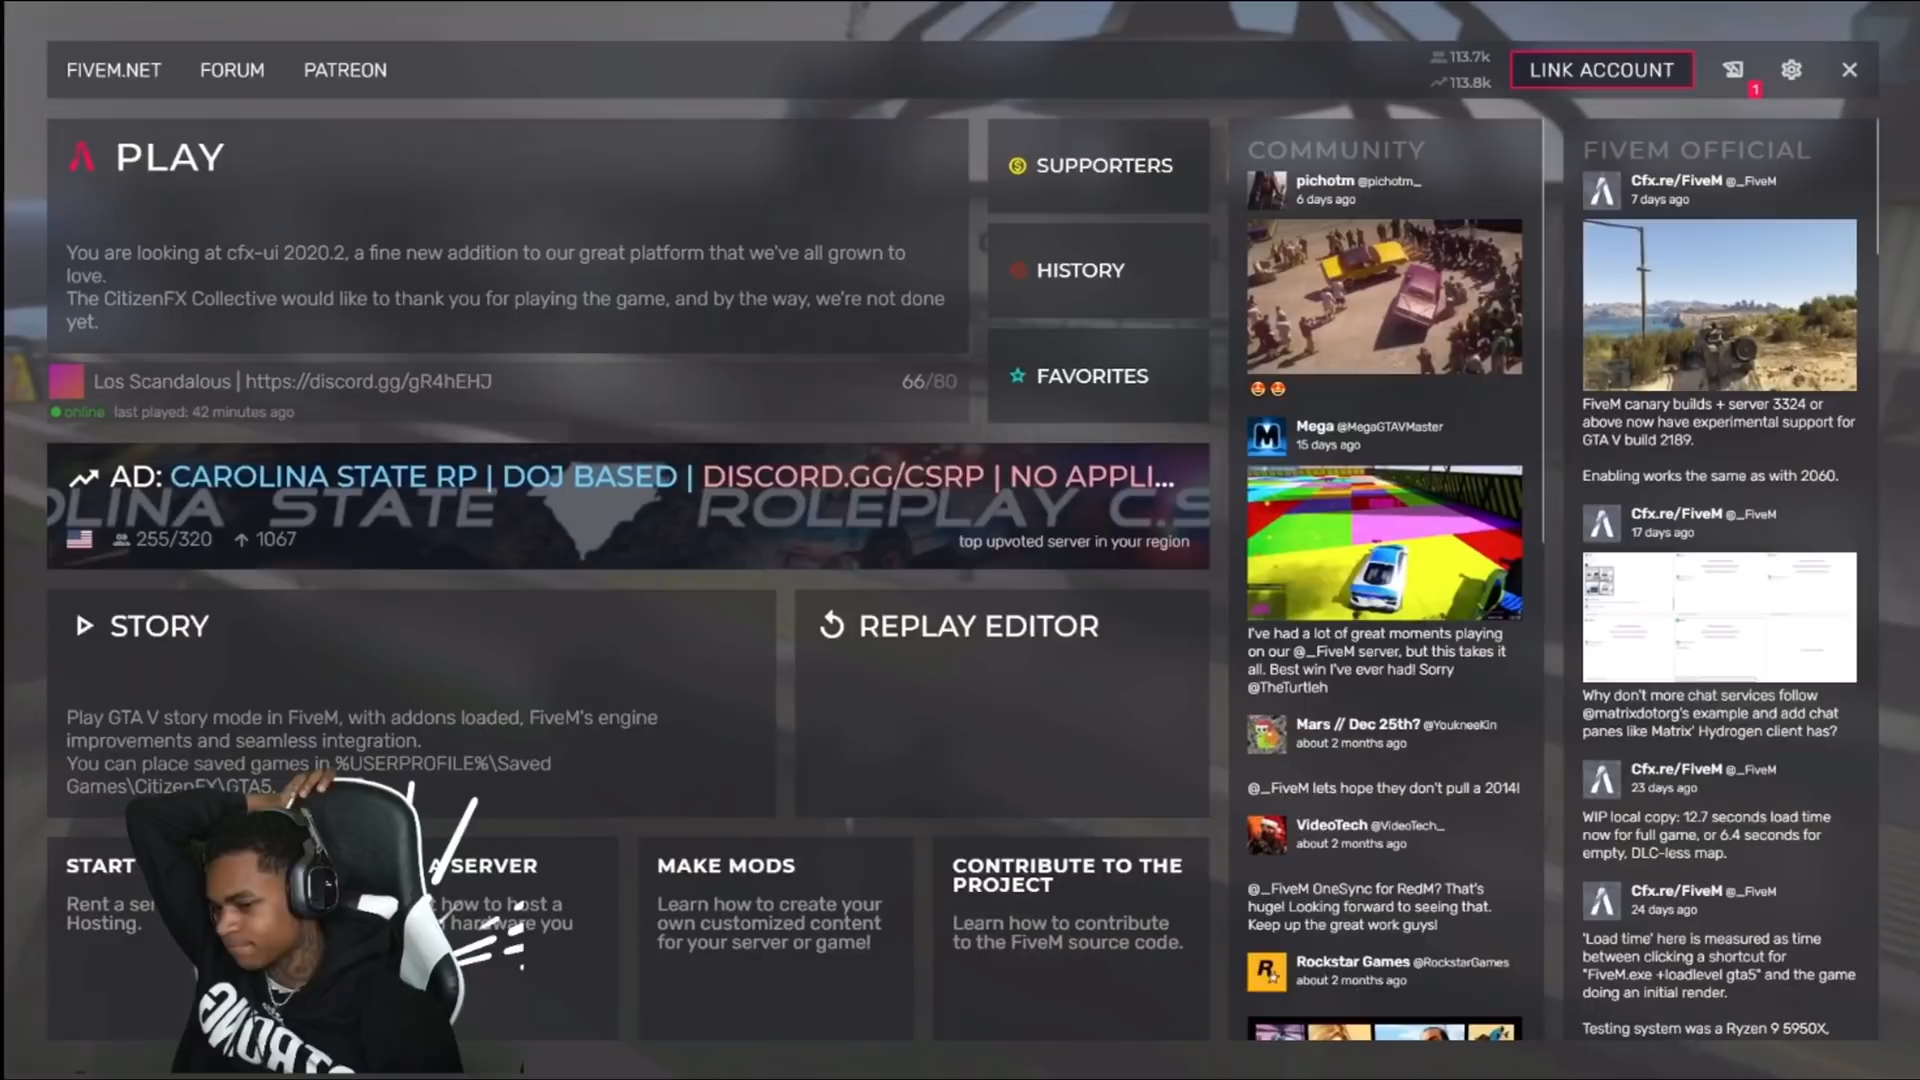 FIVEM.NET FORUM PATREON
113.7k
113.8k
LINK ACCOUNT
1
PLAY
You are looking at cfx-ui 2020.2, a fine new addition to our great platform that we've all grown to
love.
The CitizenFX Collective would like to thank you for playing the game, and by the way, we're not done
yet.
Los Scandalous | https://discord.gg/gR4hEHJ
66/80
online last played: 42 minutes ago
SUPPORTERS
HISTORY
FAVORITES
AD: CAROLINA STATE RP | DOJ BASED | DISCORD.GG/CSRP | NO APPLI...
OLINA STATE ROLEPLAY C.S
255/320 1067
top upvoted server in your region
STORY
Play GTA V story mode in FiveM, with addons loaded, FiveM's engine
improvements and seamless integration.
You can place saved games in %USERPROFILE%\Saved
Games\CitizenFX\GTA5.
REPLAY EDITOR
START
Rent a ser
Hosting.
A SERVER
how to host a
hardware you
MAKE MODS
Learn how to create your
own customized content
for your server or game!
CONTRIBUTE TO THE
PROJECT
Learn how to contribute
to the FiveM source code.
COMMUNITY
pichotm @pichotm_
6 days ago
Mega @MegaGTAVMaster
15 days ago
I've had a lot of great moments playing
on our @_FiveM server, but this takes it
all. Best win I've ever had! Sorry
@TheTurtleh
Mars // Dec 25th? @YoukneeKin
about 2 months ago
@_FiveM lets hope they don't pull a 2014!
VideoTech @VideoTech_
about 2 months ago
@_FiveM OneSync for RedM? That's
huge! Looking forward to seeing that.
Keep up the great work guys!
Rockstar Games @RockstarGames
about 2 months ago
FIVEM OFFICIAL
Cfx.re/FiveM @_FiveM
7 days ago
FiveM canary builds + server 3324 or
above now have experimental support for
GTA V build 2189.
Enabling works the same as with 2060.
Cfx.re/FiveM @_FiveM
17 days ago
Why don't more chat services follow
@matrixdotorg's example and add chat
panes like Matrix' Hydrogen client has?
Cfx.re/FiveM @_FiveM
23 days ago
WIP local copy: 12.7 seconds load time
now for full game, or 6.4 seconds for
empty, DLC-less map.
Cfx.re/FiveM @_FiveM
24 days ago
'Load time' here is measured as time
between clicking a shortcut for
"FiveM.exe +loadlevel gta5" and the game
doing an initial render.
Testing system was a Ryzen 9 5950X,